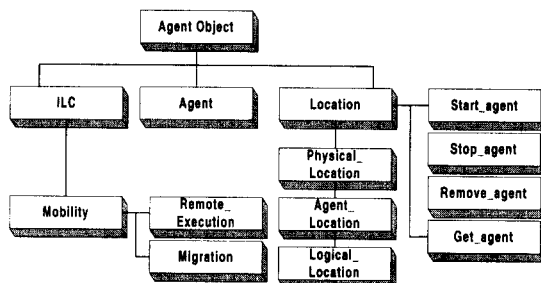 Agent Object
ILC
Agent
Location
Start_agent
Stop_agent
Physical_
Location
Remove_agent
Mobility
Remote_
Execution
Agent_
Location
Get_agent
Migration
Logical_
Location